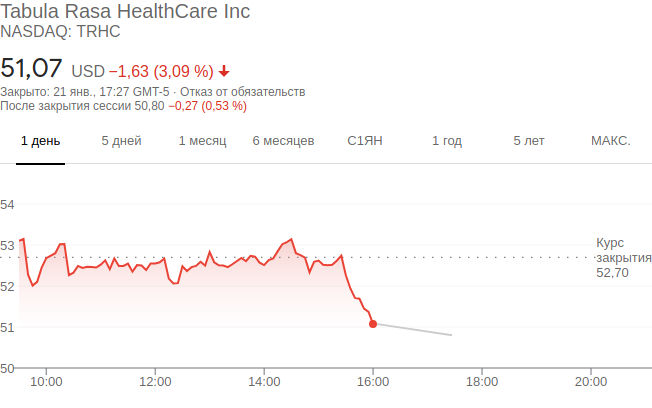 Tabula Rasa HealthCare Inc
NASDAQ: TRHC
51,07 USD −1,63 (3,09 %)
Закрыто: 21 янв., 17:27 GMT-5 · Отказ от обязательств
После закрытия сессии 50,80 −0,27 (0,53 %)
1 день 5 дней 1 месяц 6 месяцев С1ЯН 1 год 5 лет МАКС.
54
53
Курс
закрытия
52,70
52
51
50
10:00 12:00 14:00 16:00 18:00 20:00